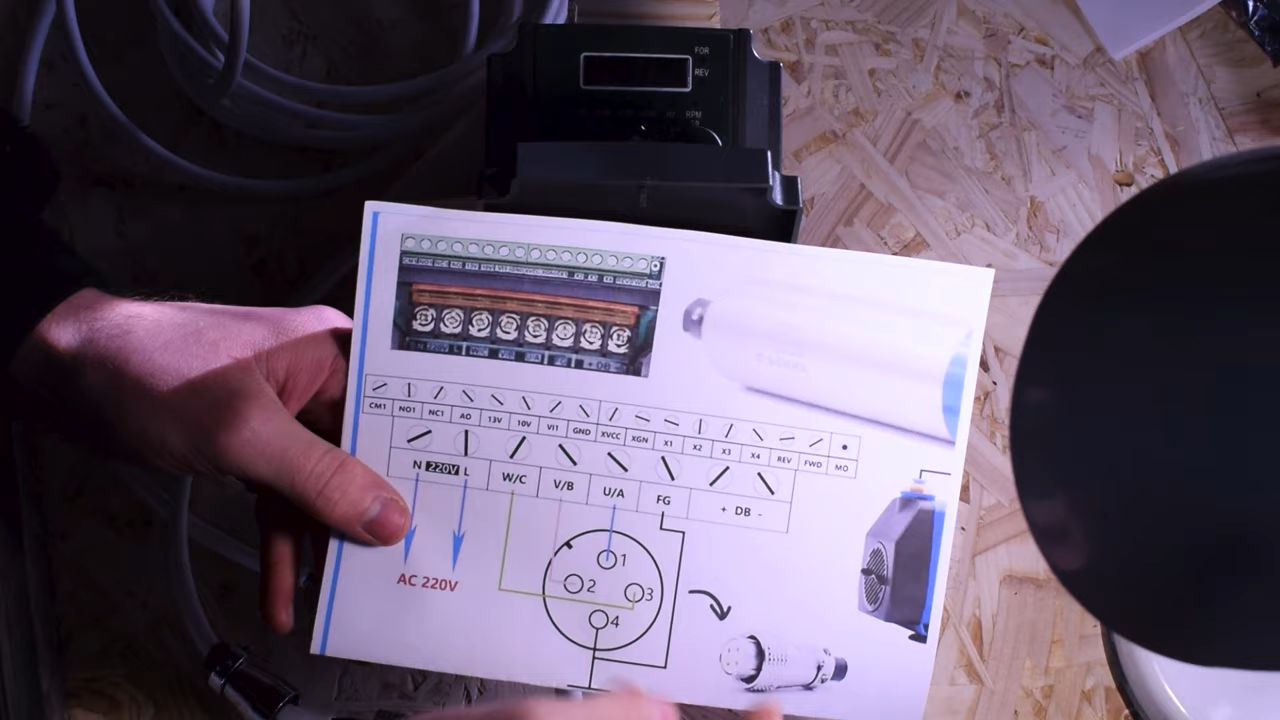 FOR
REV
RPM
CM1 NO1 NC1 AO 13V 10V VI1 GND XVCC XGN X1 X2 X3 X4 REV FWD MO
N 220V L W/C V/B U/A FG + DB -
AC 220V
1
2
3
4